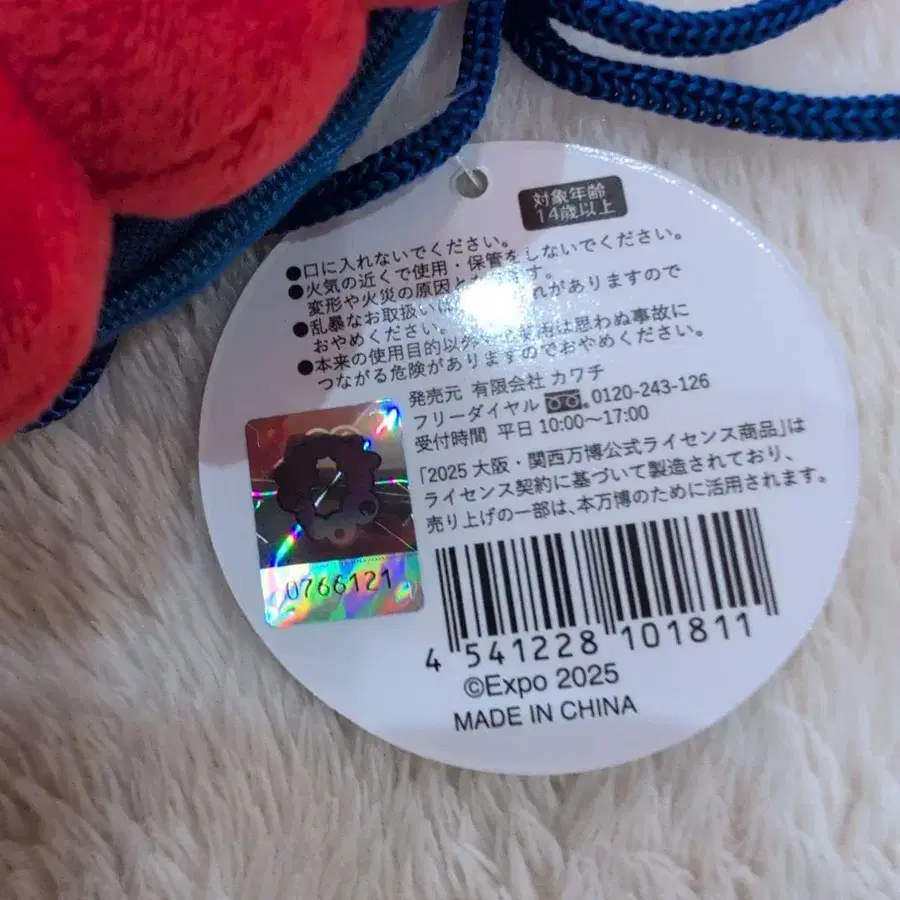 対象年齢
14歳以上
●口に入れないでください。
●火気の近くで使用・保管をしないでください。
変形や火災の原因と す。
●乱暴なお取扱い れがありますので
おやめください。
●本来の使用目的以外 は思わぬ事故に
つながる危険がありますのでおやめください。
発売元 有限会社 カワチ
フリーダイヤル 0120-243-126
受付時間 平日 10:00〜17:00
「2025 大阪・関西万博公式ライセンス商品」は
ライセンス契約に基づいて製造されており、
売り上げの一部は、本万博のために活用されます。
0766121
4 541228 101811
©Expo 2025
MADE IN CHINA